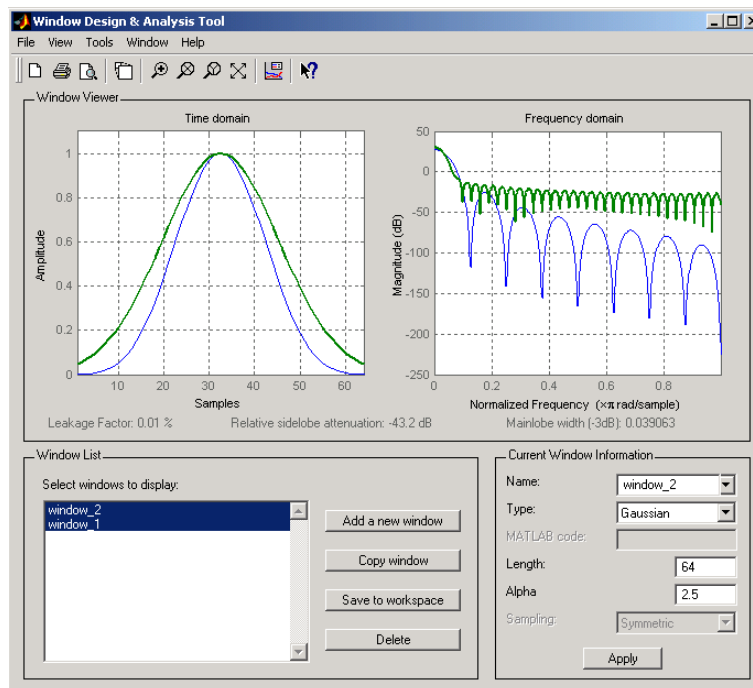 Window Design & Analysis Tool
File View Tools Window Help
Window Viewer
Time domain
Frequency domain
1
0.8
0.6
0.4
0.2
0
Amplitude
10 20 30 40 50 60
Samples
50
0
-50
-100
-150
-200
-250
Magnitude (dB)
0 0.2 0.4 0.6 0.8
Normalized Frequency (×π rad/sample)
Leakage Factor: 0.01 % Relative sidelobe attenuation: -43.2 dB Mainlobe width (-3dB): 0.039063
Window List
Select windows to display:
window_2
window_1
Add a new window
Copy window
Save to workspace
Delete
Current Window Information
Name: window_2
Type: Gaussian
MATLAB code:
Length: 64
Alpha 2.5
Sampling: Symmetric
Apply